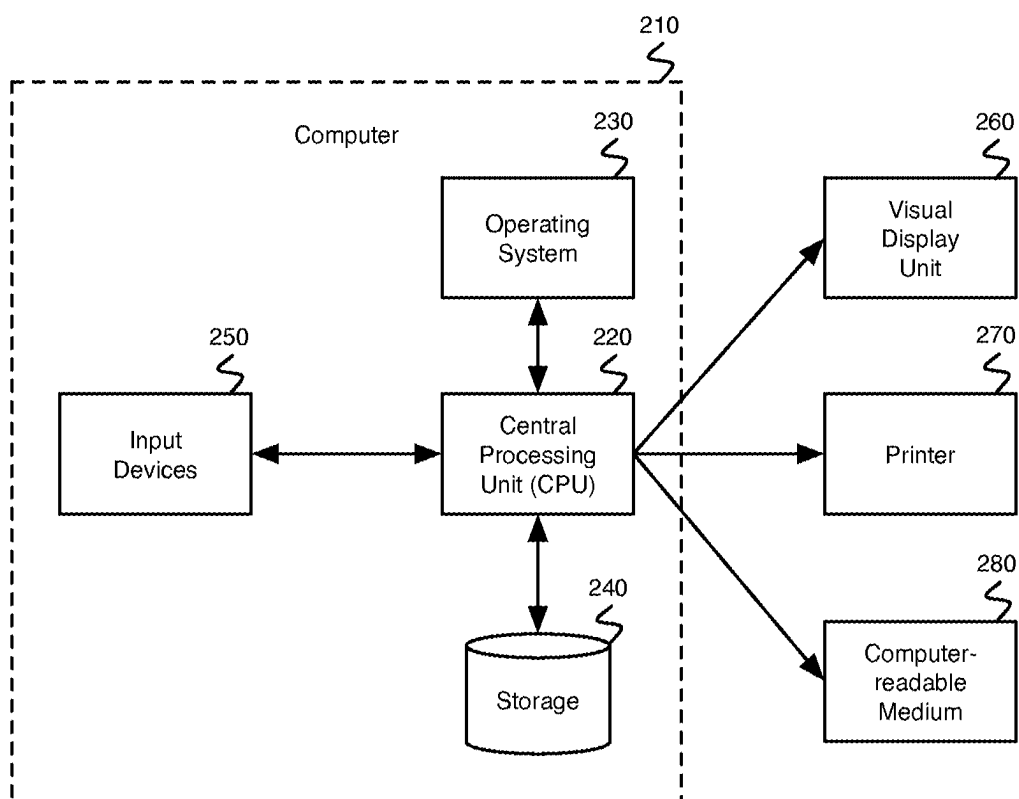 210
Computer
230
260
Operating
System
Visual
Display
Unit
250
220
270
Input
Devices
Central
Processing
Unit (CPU)
Printer
240
280
Storage
Computer-
readable
Medium